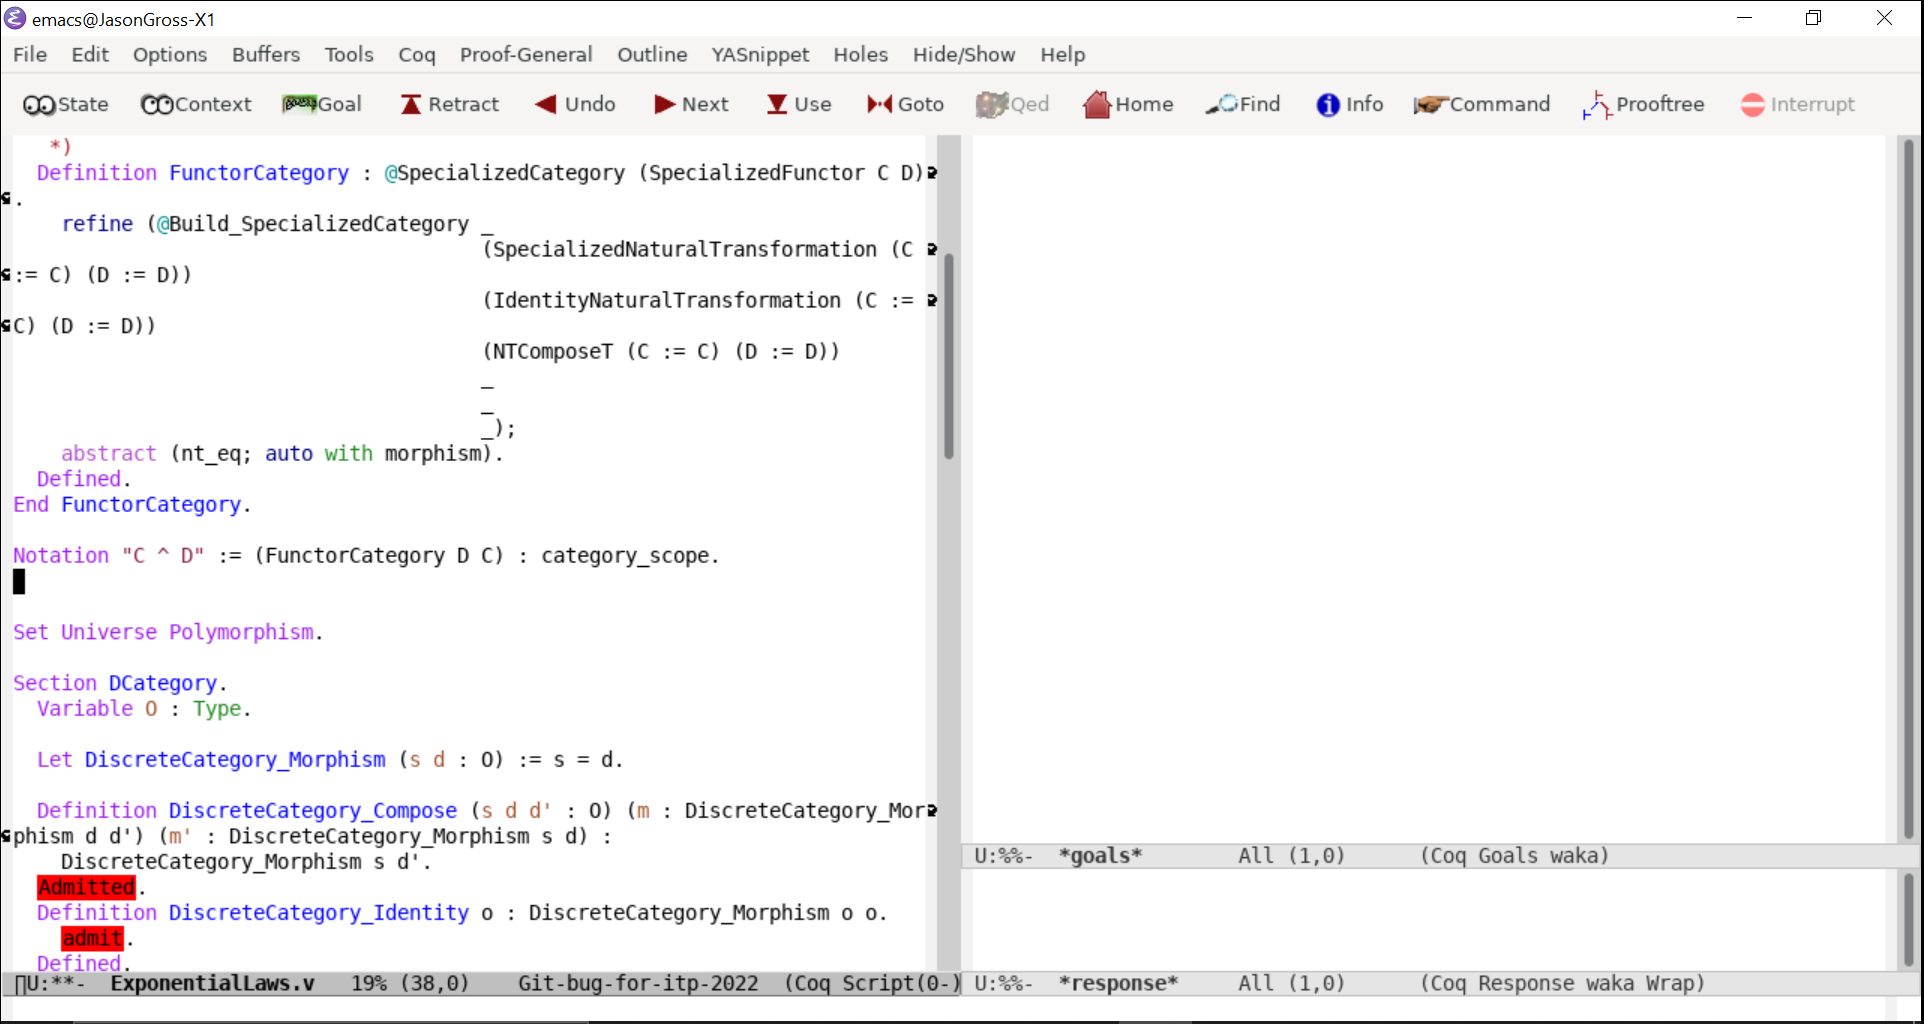 emacs@JasonGross-X1
File Edit Options Buffers Tools Coq Proof-General Outline YASnippet Holes Hide/Show Help
State Context Goal Retract Undo Next Use Goto Qed Home Find Info Command Prooftree Interrupt
*)
Definition FunctorCategory : @SpecializedCategory (SpecializedFunctor C D)
.
refine (@Build_SpecializedCategory _
(SpecializedNaturalTransformation (C
:= C) (D := D))
(IdentityNaturalTransformation (C :=
C) (D := D))
(NTComposeT (C := C) (D := D))
_
_
_);
abstract (nt_eq; auto with morphism).
Defined.
End FunctorCategory.
Notation "C ^ D" := (FunctorCategory D C) : category_scope.
Set Universe Polymorphism.
Section DCategory.
Variable O : Type.
Let DiscreteCategory_Morphism (s d : O) := s = d.
Definition DiscreteCategory_Compose (s d d' : O) (m : DiscreteCategory_Mor
phism d d') (m' : DiscreteCategory_Morphism s d) :
DiscreteCategory_Morphism s d'.
Admitted.
Definition DiscreteCategory_Identity o : DiscreteCategory_Morphism o o.
admit.
Defined.
U:**- ExponentialLaws.v 19% (38,0) Git-bug-for-itp-2022 (Coq Script(0-)
U:%%- *goals* All (1,0) (Coq Goals waka)
U:%%- *response* All (1,0) (Coq Response waka Wrap)